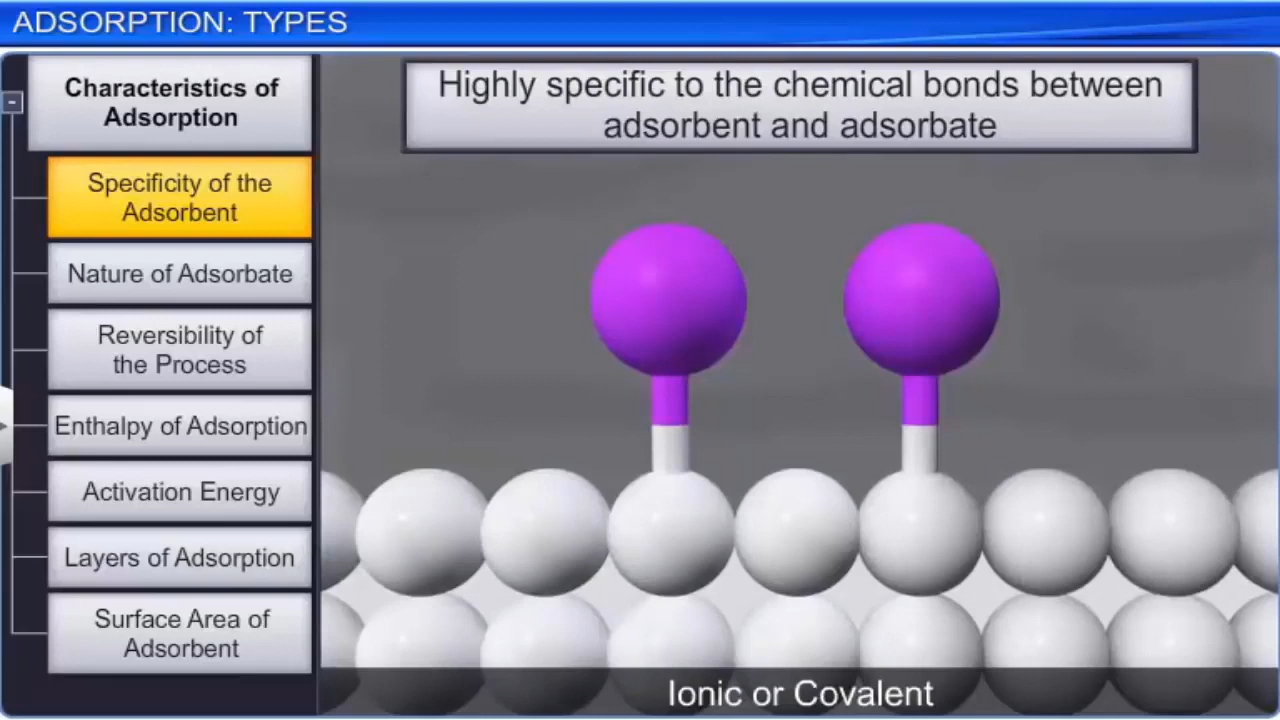 ADSORPTION: TYPES
Characteristics of
Adsorption
Specificity of the
Adsorbent
Nature of Adsorbate
Reversibility of
the Process
Enthalpy of Adsorption
Activation Energy
Layers of Adsorption
Surface Area of
Adsorbent
Highly specific to the chemical bonds between
adsorbent and adsorbate
Ionic or Covalent